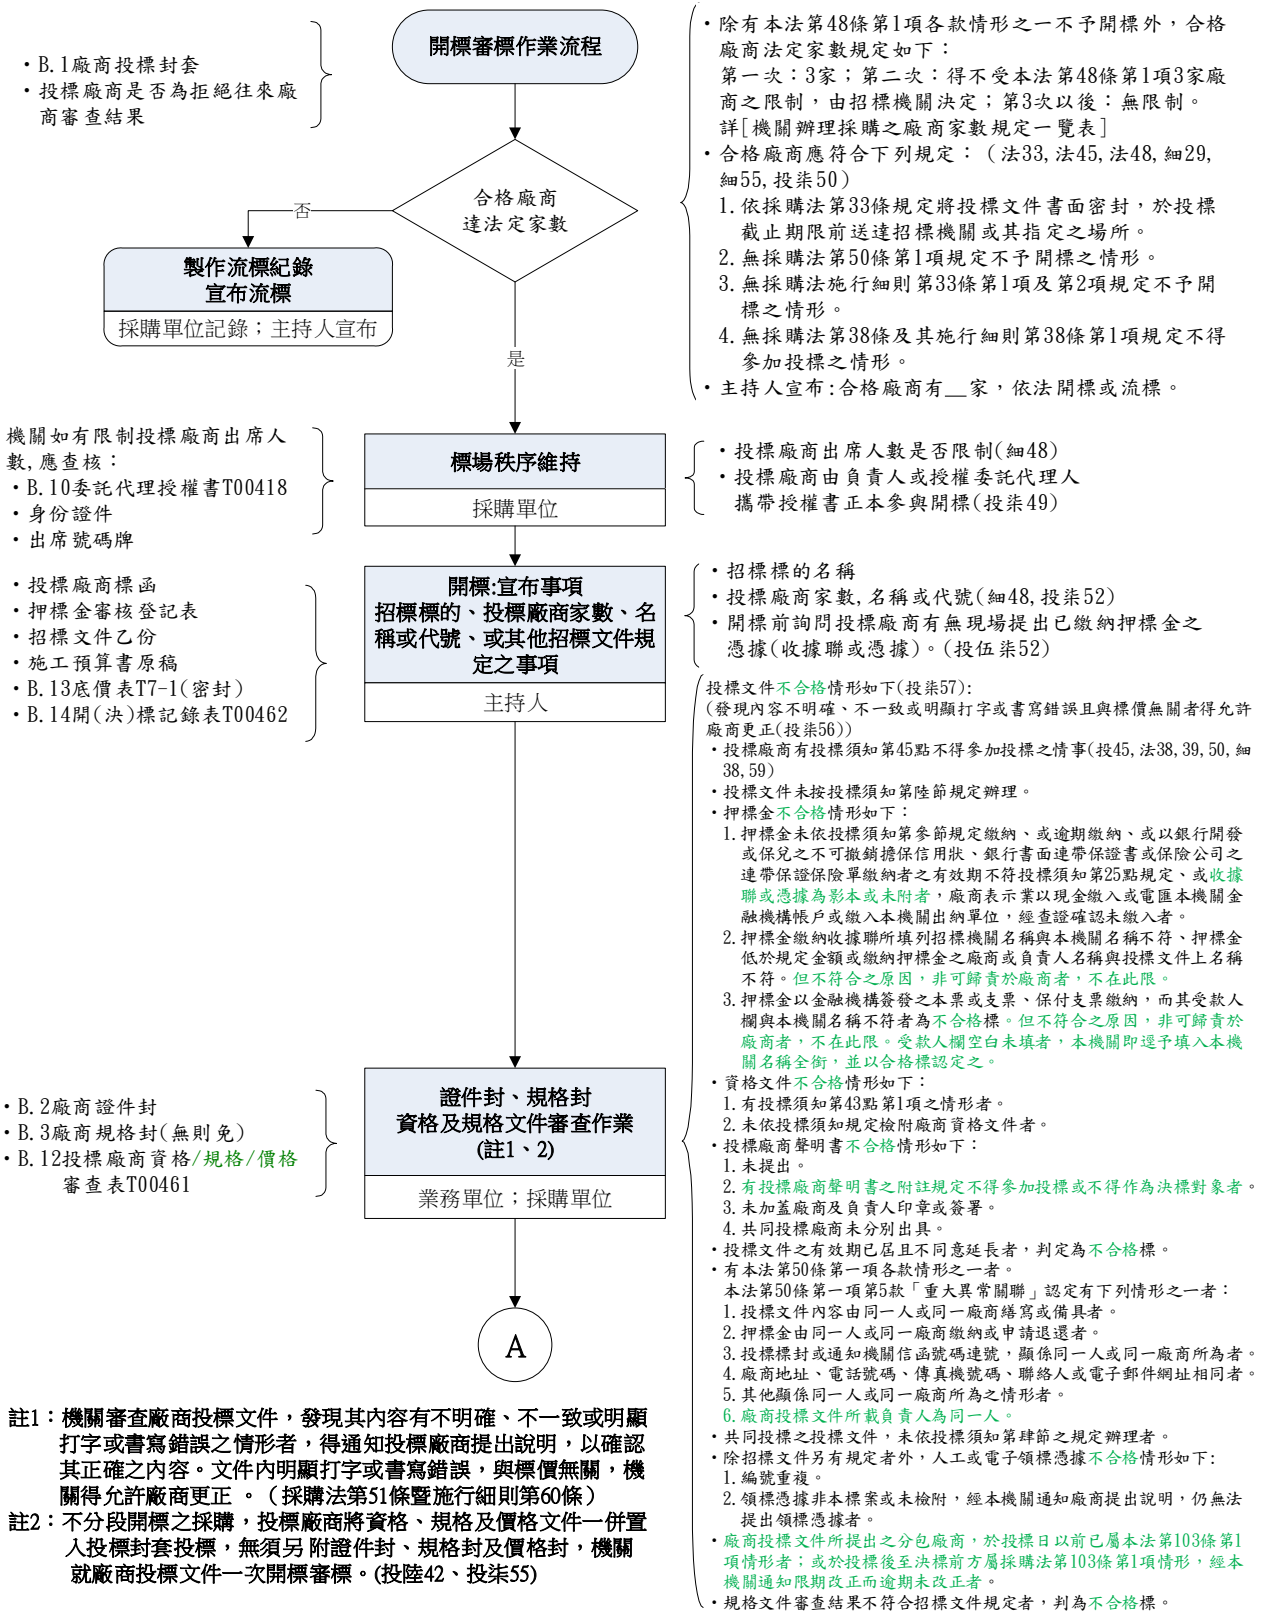 開標審標作業流程
・B.1廠商投標封套
・投標廠商是否為拒絕往來廠
商審查結果
・除有本法第48條第1項各款情形之一不予開標外，合格
廠商法定家數規定如下：
第一次：3家；第二次：得不受本法第48條第1項3家廠
商之限制，由招標機關決定；第3次以後：無限制。
詳[機關辦理採購之廠商家數規定一覽表]
・合格廠商應符合下列規定：（法33,法45,法48,細29,
細55,投柒50）
1.依採購法第33條規定將投標文件書面密封，於投標
截止期限前送達招標機關或其指定之場所。
2.無採購法第50條第1項規定不予開標之情形。
3.無採購法施行細則第33條第1項及第2項規定不予開
標之情形。
4.無採購法第38條及其施行細則第38條第1項規定不得
參加投標之情形。
・主持人宣布:合格廠商有__家，依法開標或流標。
合格廠商
達法定家數
否
製作流標紀錄
宣布流標
採購單位記錄；主持人宣布
是
機關如有限制投標廠商出席人
數,應查核：
・B.10委託代理授權書T00418
・身份證件
・出席號碼牌
標場秩序維持
採購單位
・投標廠商出席人數是否限制(細48)
・投標廠商由負責人或授權委託代理人
攜帶授權書正本參與開標(投柒49)
・投標廠商標函
・押標金審核登記表
・招標文件乙份
・施工預算書原稿
・B.13底價表T7-1(密封)
・B.14開(決)標記錄表T00462
開標:宣布事項
招標標的、投標廠商家數、名
稱或代號、或其他招標文件規
定之事項
主持人
・招標標的名稱
・投標廠商家數,名稱或代號(細48,投柒52)
・開標前詢問投標廠商有無現場提出已繳納押標金之
憑據(收據聯或憑據)。(投伍柒52)
投標文件不合格情形如下(投柒57):
(發現內容不明確、不一致或明顯打字或書寫錯誤且與標價無關者得允許
廠商更正(投柒56))
・投標廠商有投標須知第45點不得參加投標之情事(投45,法38,39,50,細
38,59)
・投標文件未按投標須知第陸節規定辦理。
・押標金不合格情形如下：
1.押標金未依投標須知第參節規定繳納、或逾期繳納、或以銀行開發
或保兌之不可撤銷擔保信用狀、銀行書面連帶保證書或保險公司之
連帶保證保險單繳納者之有效期不符投標須知第25點規定、或收據
聯或憑據為影本或未附者，廠商表示業以現金繳入或電匯本機關金
融機構帳戶或繳入本機關出納單位，經查證確認未繳入者。
2.押標金繳納收據聯所填列招標機關名稱與本機關名稱不符、押標金
低於規定金額或繳納押標金之廠商或負責人名稱與投標文件上名稱
不符。但不符合之原因，非可歸責於廠商者，不在此限。
3.押標金以金融機構簽發之本票或支票、保付支票繳納，而其受款人
欄與本機關名稱不符者為不合格標。但不符合之原因，非可歸責於
廠商者，不在此限。受款人欄空白未填者，本機關即逕予填入本機
關名稱全銜，並以合格標認定之。
・資格文件不合格情形如下：
1.有投標須知第43點第1項之情形者。
2.未依投標須知規定檢附廠商資格文件者。
・投標廠商聲明書不合格情形如下：
1.未提出。
2.有投標廠商聲明書之附註規定不得參加投標或不得作為決標對象者。
3.未加蓋廠商及負責人印章或簽署。
4.共同投標廠商未分別出具。
・投標文件之有效期已屆且不同意延長者，判定為不合格標。
・有本法第50條第一項各款情形之一者。
本法第50條第一項第5款「重大異常關聯」認定有下列情形之一者：
1.投標文件內容由同一人或同一廠商繕寫或備具者。
2.押標金由同一人或同一廠商繳納或申請退還者。
3.投標標封或通知機關信函號碼連號，顯係同一人或同一廠商所為者。
4.廠商地址、電話號碼、傳真機號碼、聯絡人或電子郵件網址相同者。
5.其他顯係同一人或同一廠商所為之情形者。
6.廠商投標文件所載負責人為同一人。
・共同投標之投標文件，未依投標須知第肆節之規定辦理者。
・除招標文件另有規定者外，人工或電子領標憑據不合格情形如下:
1.編號重複。
2.領標憑據非本標案或未檢附，經本機關通知廠商提出說明，仍無法
提出領標憑據者。
・廠商投標文件所提出之分包廠商，於投標日以前已屬本法第103條第1
項情形者；或於投標後至決標前方屬採購法第103條第1項情形，經本
機關通知限期改正而逾期未改正者。
・規格文件審查結果不符合招標文件規定者，判為不合格標。
・B.2廠商證件封
・B.3廠商規格封(無則免)
・B.12投標廠商資格/規格/價格
審查表T00461
證件封、規格封
資格及規格文件審查作業
(註1、2)
業務單位；採購單位
A
註1：機關審查廠商投標文件，發現其內容有不明確、不一致或明顯
打字或書寫錯誤之情形者，得通知投標廠商提出說明，以確認
其正確之內容。文件內明顯打字或書寫錯誤，與標價無關，機
關得允許廠商更正 。（採購法第51條暨施行細則第60條）
註2：不分段開標之採購，投標廠商將資格、規格及價格文件一併置
入投標封套投標，無須另 附證件封、規格封及價格封，機關
就廠商投標文件一次開標審標。(投陸42、投柒55)